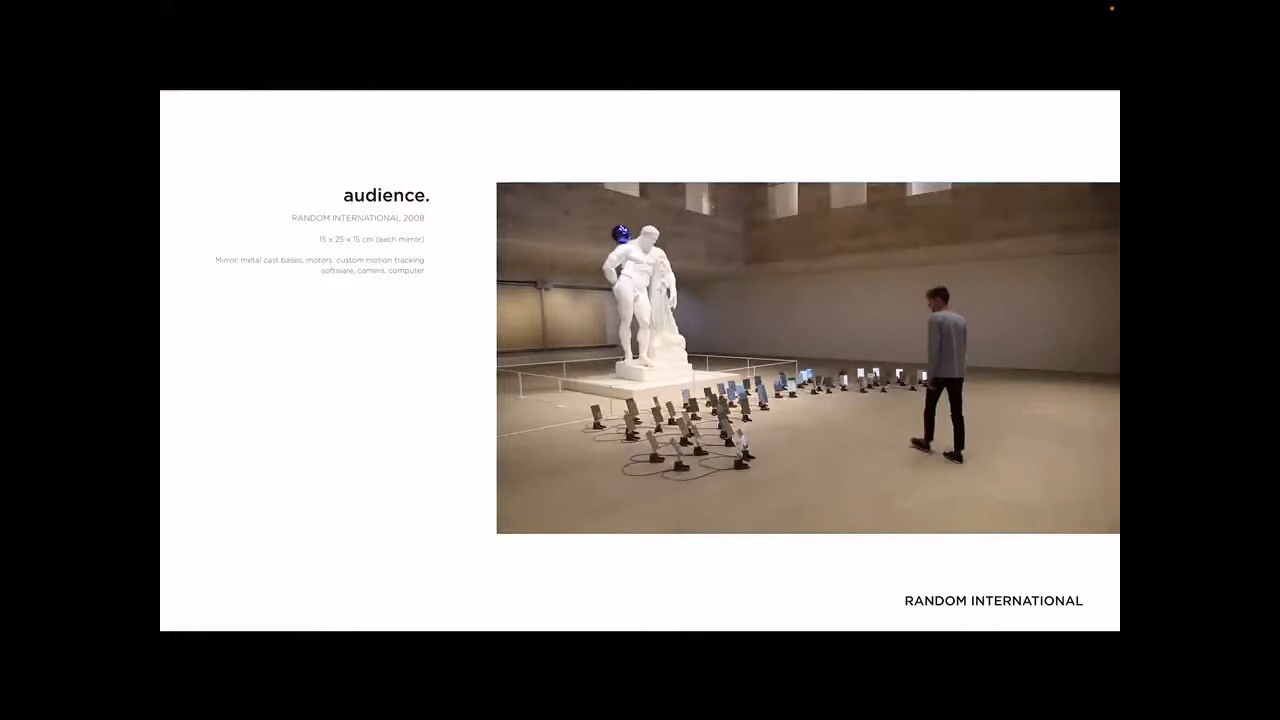 audience.
RANDOM INTERNATIONAL 2008
15 x 25 x 15 cm (each mirror)
Mirror, metal cast bases, motors, custom motion tracking
software, camera, computer
RANDOM INTERNATIONAL